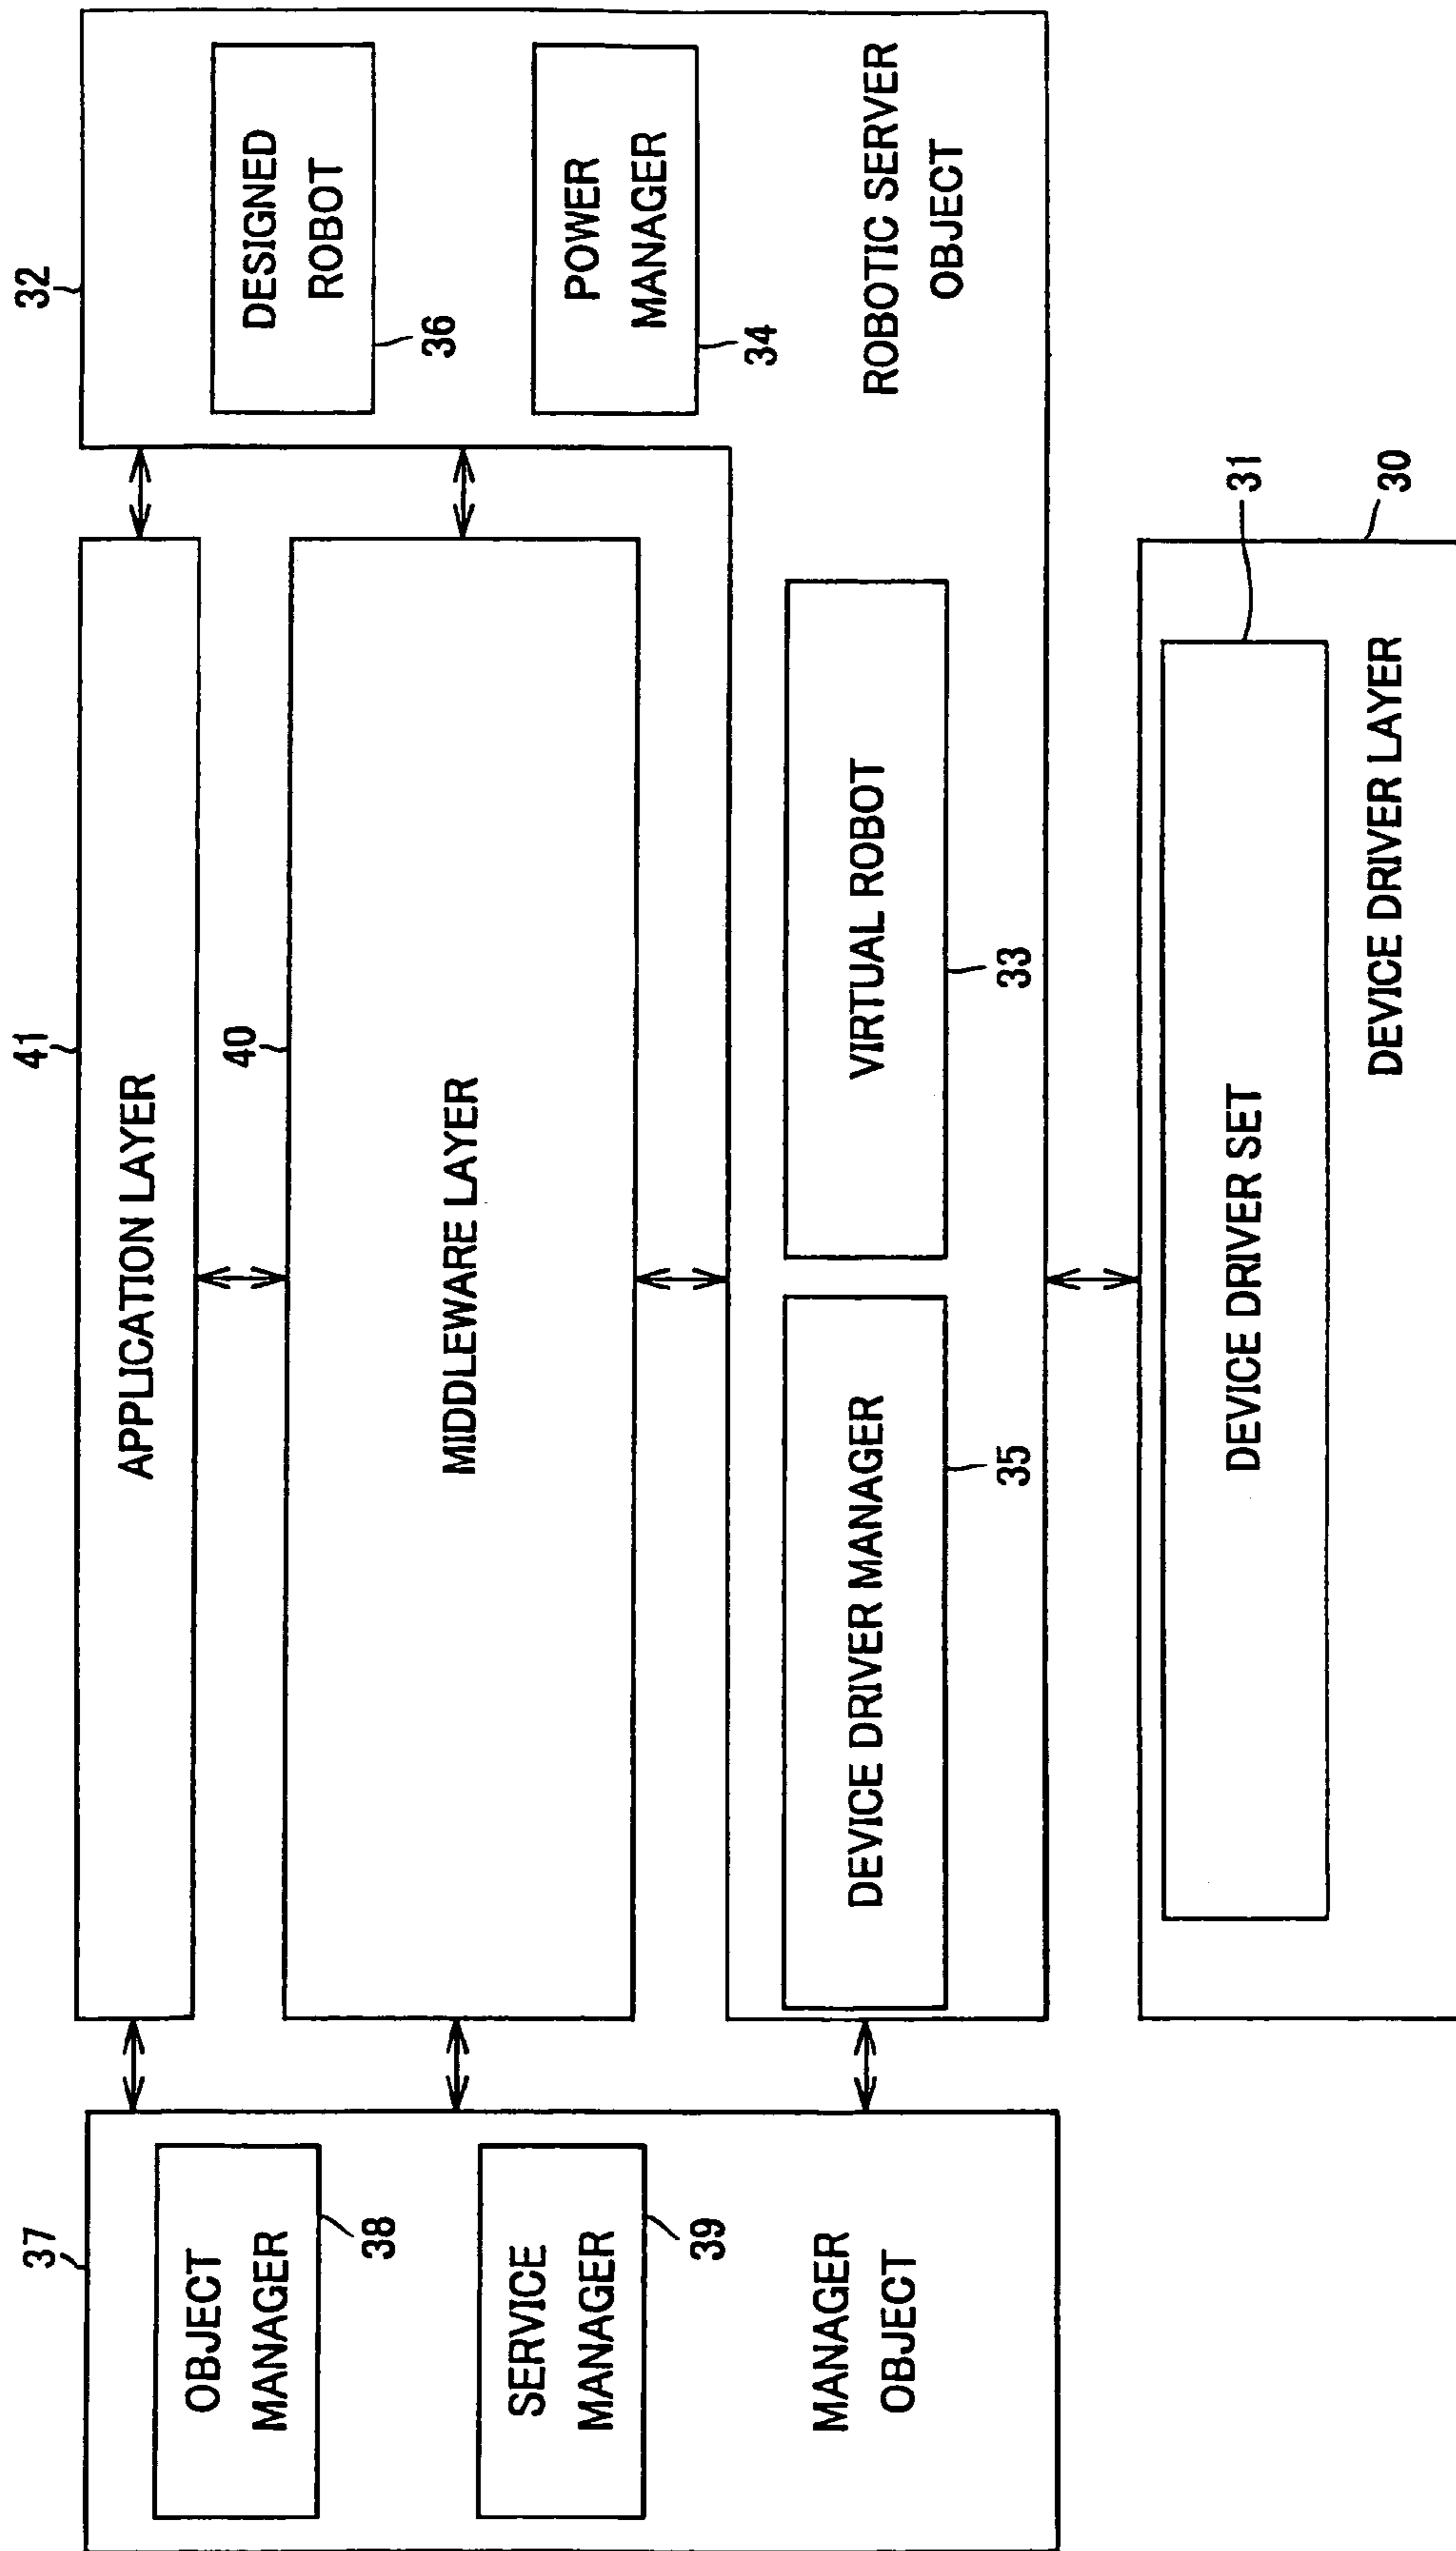 37
OBJECT
MANAGER
38
SERVICE
MANAGER
39
MANAGER
OBJECT
41
APPLICATION LAYER
40
MIDDLEWARE LAYER
DEVICE DRIVER MANAGER
35
VIRTUAL ROBOT
33
32
DESIGNED
ROBOT
36
POWER
MANAGER
34
ROBOTIC SERVER
OBJECT
31
30
DEVICE DRIVER SET
DEVICE DRIVER LAYER